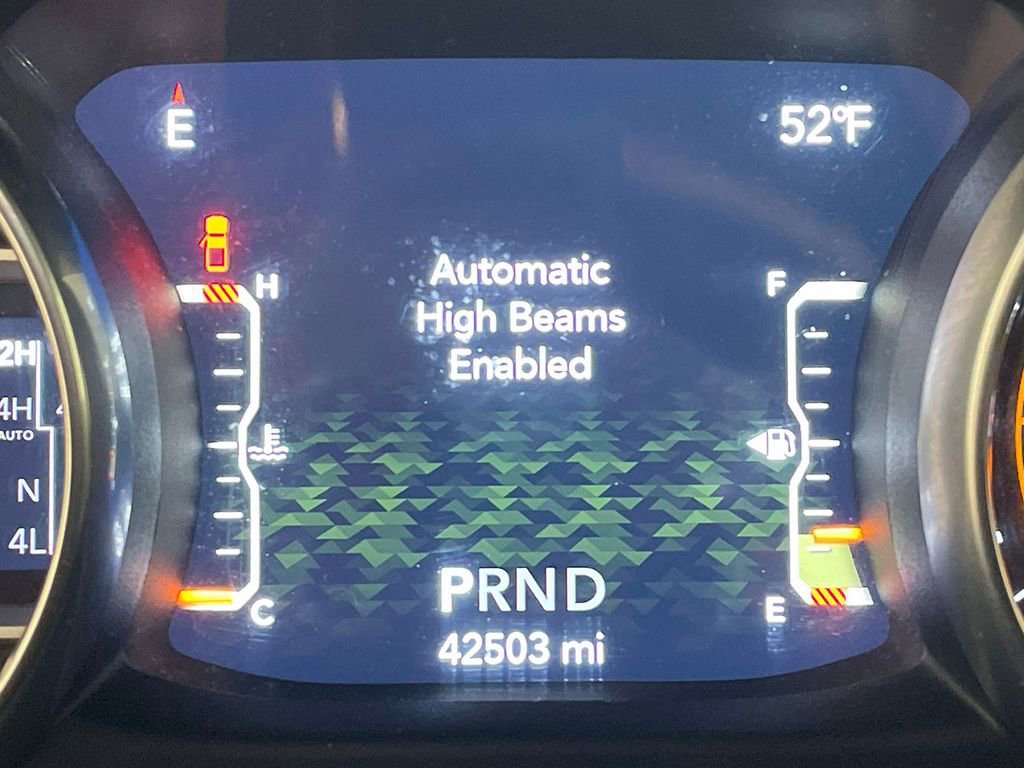 E
52°F
H
F
Automatic
High Beams
Enabled
2H
4H
AUTO
N
4L
PRND
C
E
42503 mi